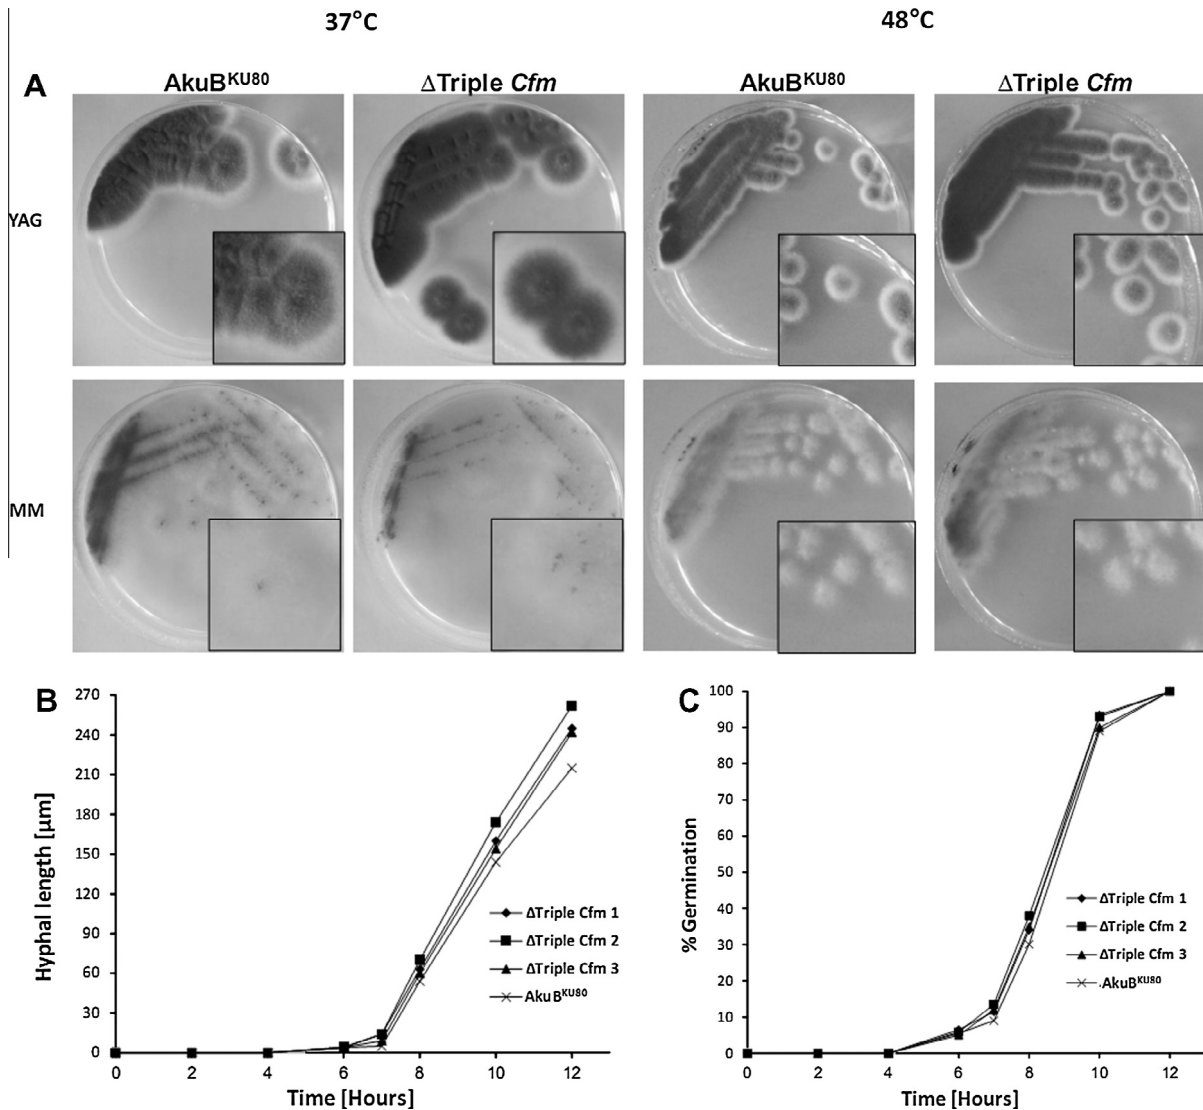 37°C
48°C
A
AkuB^KU80
ΔTriple Cfm
AkuB^KU80
ΔTriple Cfm
YAG
MM
B
Hyphal length [µm]
270
240
210
180
150
120
90
60
30
0
0 2 4 6 8 10 12
Time [Hours]
ΔTriple Cfm 1
ΔTriple Cfm 2
ΔTriple Cfm 3
AkuB^KU80
C
% Germination
100
90
80
70
60
50
40
30
20
10
0
0 2 4 6 8 10 12
Time [Hours]
ΔTriple Cfm 1
ΔTriple Cfm 2
ΔTriple Cfm 3
.AkuB^KU80